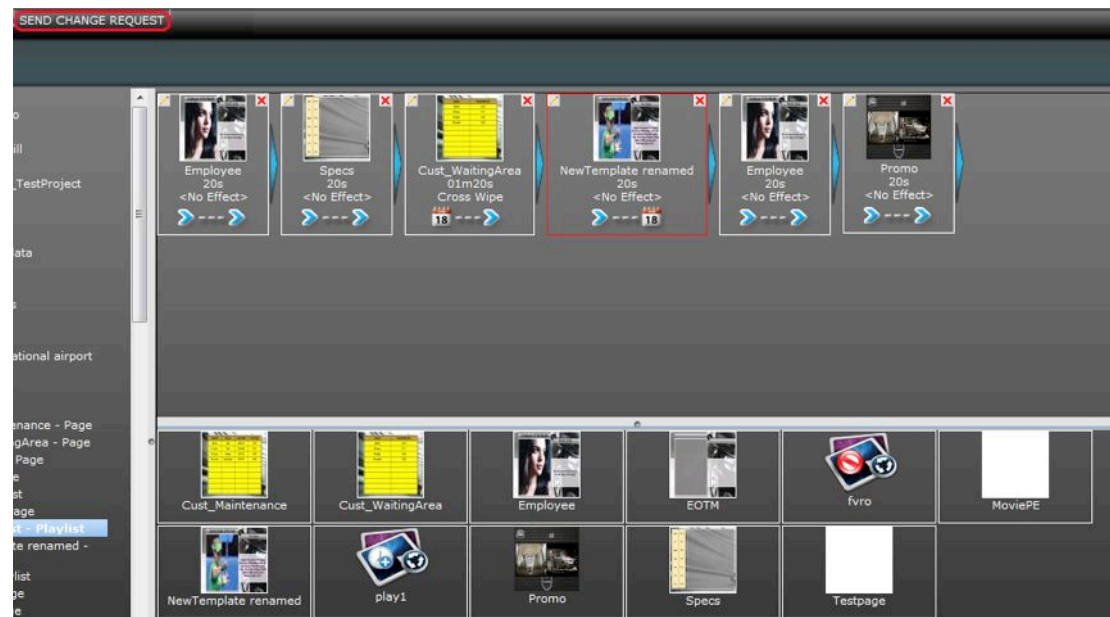 SEND CHANGE REQUEST
o
ill
_TestProject
ata
s
ational airport
enance - Page
gArea - Page
Page
e
st
age
st - Playlist
te renamed -
list
ge
e
Employee
20s
<No Effect>
Specs
20s
<No Effect>
Cust_WaitingArea
01m20s
Cross Wipe
18
NewTemplate renamed
20s
<No Effect>
18
Employee
20s
<No Effect>
Promo
20s
<No Effect>
Cust_Maintenance
Cust_WaitingArea
Employee
EOTM
fvro
MoviePE
NewTemplate renamed
play1
Promo
Specs
Testpage